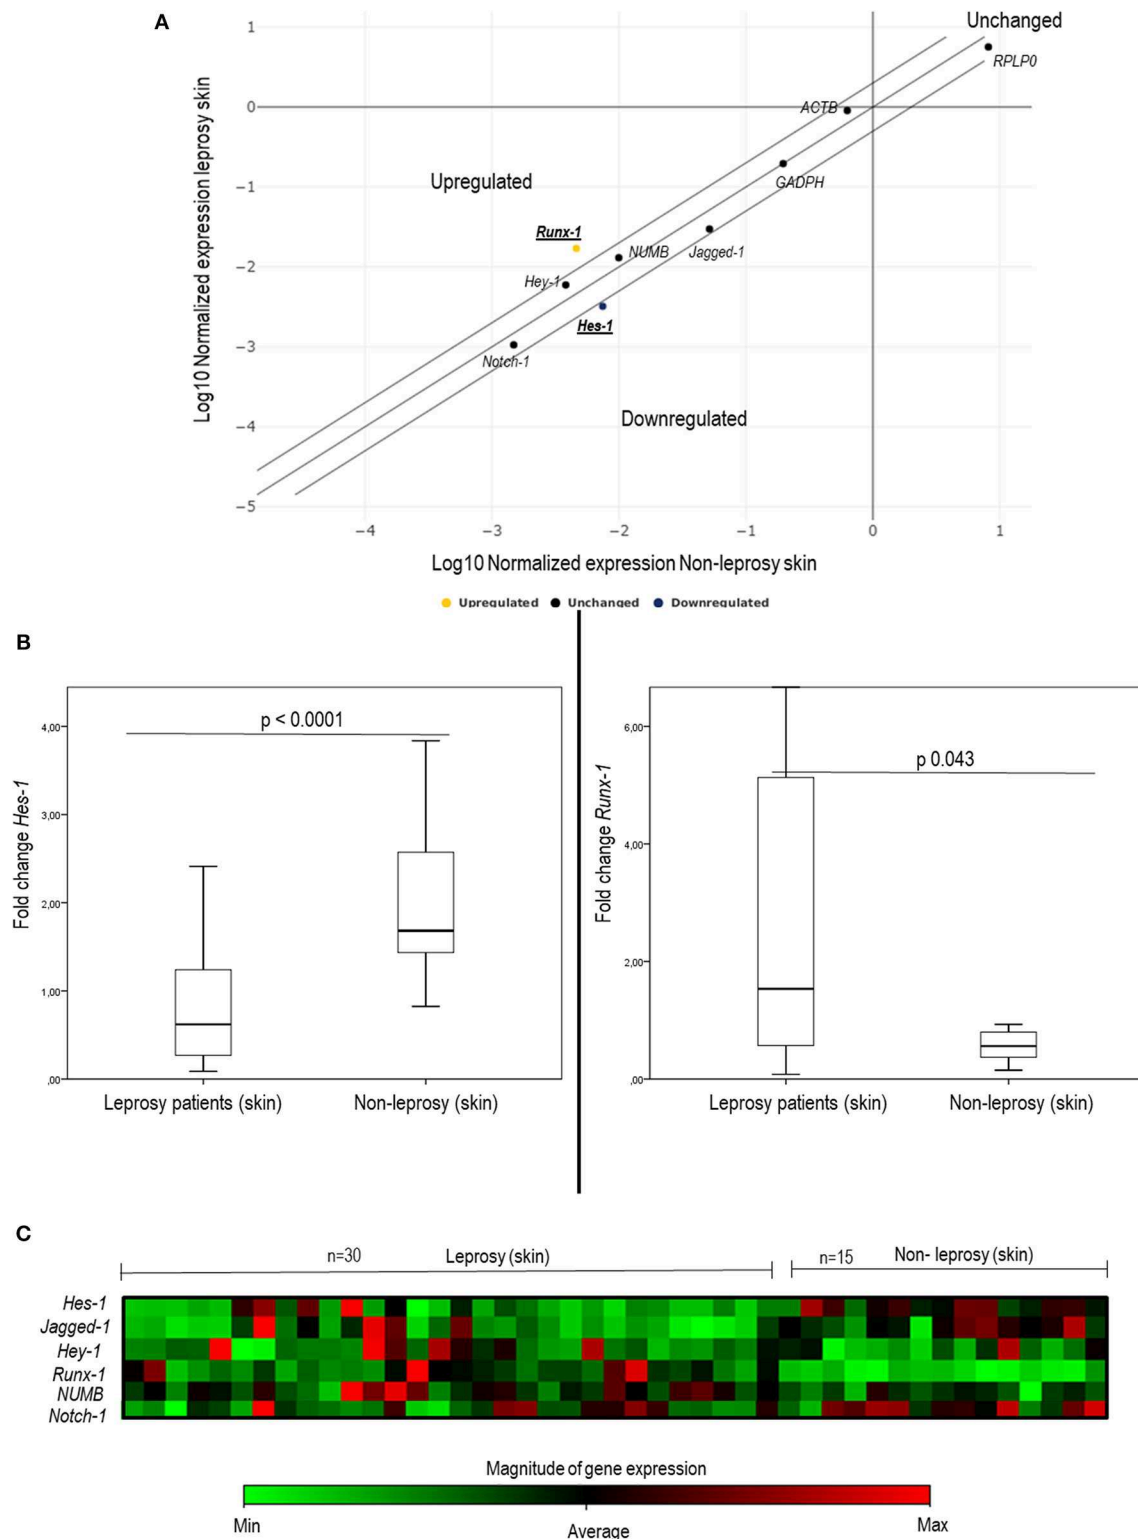 A
Unchanged
Upregulated
Downregulated
RPLP0
ACTB
GADPH
Runx-1
NUMB
Jagged-1
Hey-1
Hes-1
Notch-1
Log10 Normalized expression leprosy skin
1
0
−1
−2
−3
−4
−5
−4
−3
−2
−1
0
1
Log10 Normalized expression Non-leprosy skin
Upregulated Unchanged Downregulated
B
p < 0.0001
Fold change Hes-1
4,00
3,00
2,00
1,00
,00
Leprosy patients (skin) Non-leprosy (skin)
p 0.043
Fold change Runx-1
6,00
4,00
2,00
,00
Leprosy patients (skin) Non-leprosy (skin)
C
n=30 Leprosy (skin) n=15 Non- leprosy (skin)
Hes-1
Jagged-1
Hey-1
Runx-1
NUMB
Notch-1
Magnitude of gene expression
Min Average Max